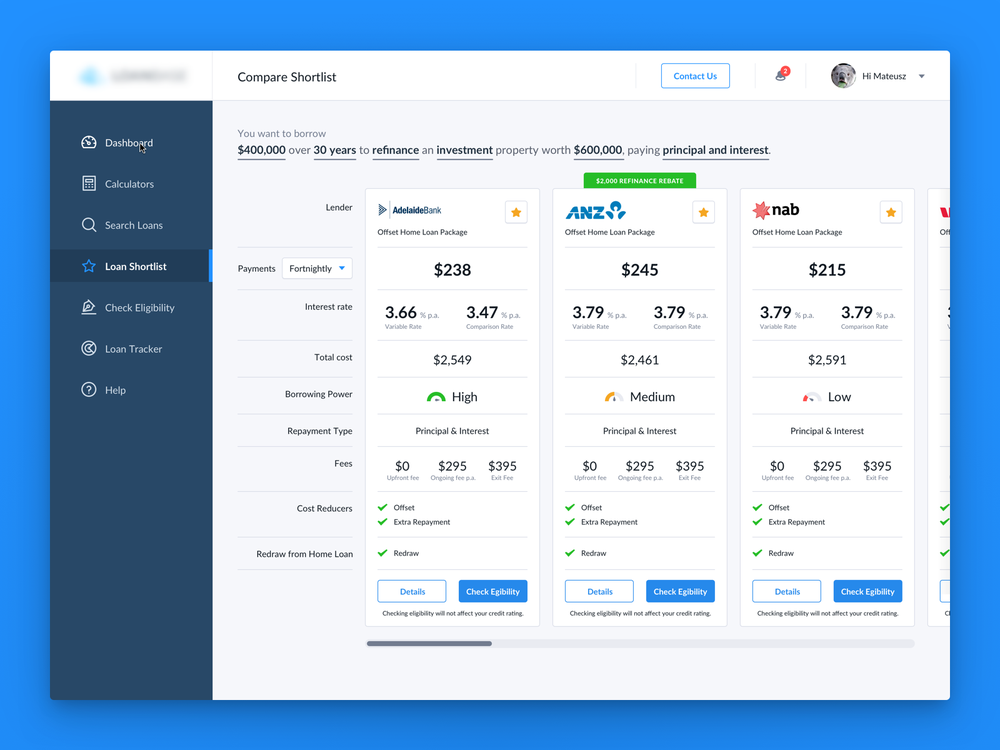 Compare Shortlist
Contact Us
2
Hi Mateusz
Dashboard
Calculators
Search Loans
Loan Shortlist
Check Eligibility
Loan Tracker
Help
You want to borrow
$400,000 over 30 years to refinance an investment property worth $600,000, paying principal and interest.
$2,000 REFINANCE REBATE
Lender
AdelaideBank
ANZ
nab
Offset Home Loan Package
Offset Home Loan Package
Offset Home Loan Package
Payments
Fortnightly
$238
$245
$215
Interest rate
3.66 % p.a. 3.47 % p.a.
Variable Rate Comparison Rate
3.79 % p.a. 3.79 % p.a.
Variable Rate Comparison Rate
3.79 % p.a. 3.79 % p.a.
Variable Rate Comparison Rate
Total cost
$2,549
$2,461
$2,591
Borrowing Power
High
Medium
Low
Repayment Type
Principal & Interest
Principal & Interest
Principal & Interest
Fees
$0 $295 $395
Upfront fee Ongoing fee p.a. Exit Fee
$0 $295 $395
Upfront fee Ongoing fee p.a. Exit Fee
$0 $295 $395
Upfront fee Ongoing fee p.a. Exit Fee
Cost Reducers
Offset
Extra Repayment
Offset
Extra Repayment
Offset
Extra Repayment
Redraw from Home Loan
Redraw
Redraw
Redraw
Details
Check Egibility
Details
Check Egibility
Details
Check Egibility
Checking eligibility will not affect your credit rating.
Checking eligibility will not affect your credit rating.
Checking eligibility will not affect your credit rating.